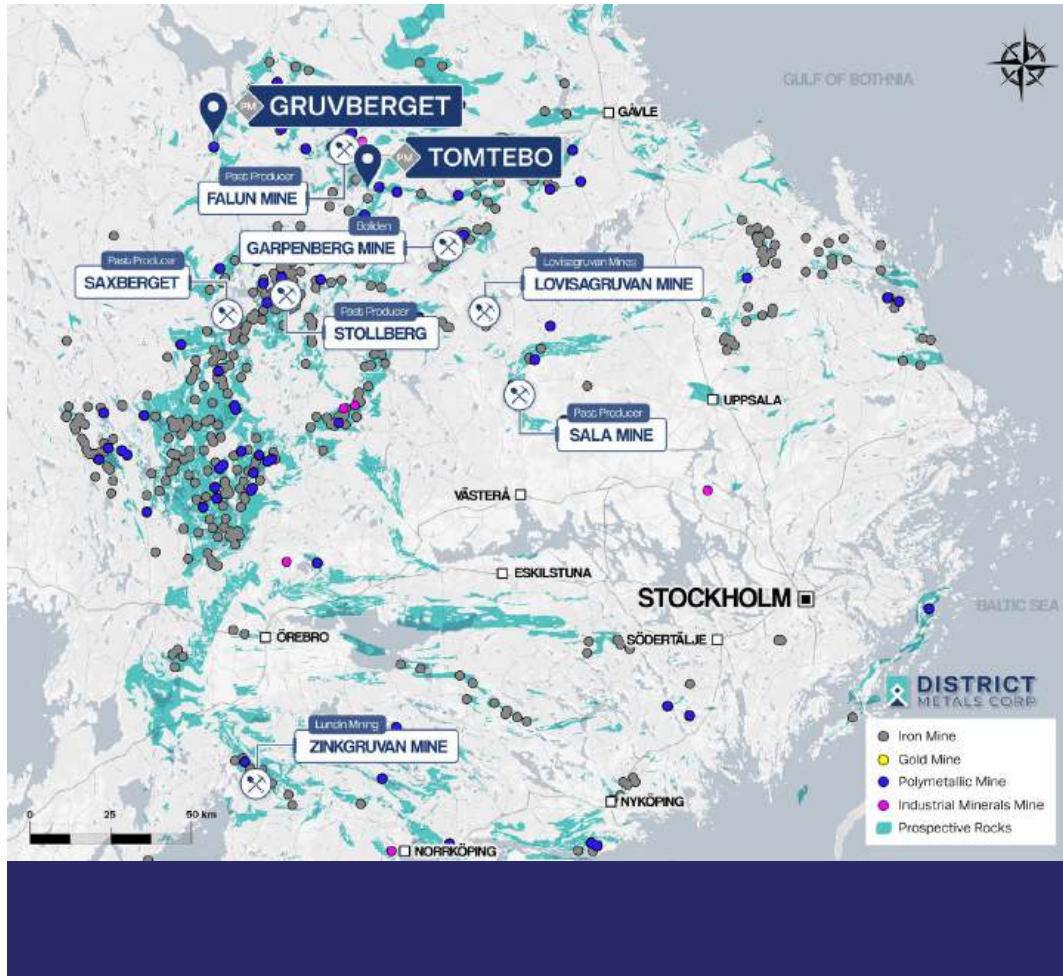 GULF OF BOTHNIA
GÄVLE
PM GRUVBERGET
PM TOMTEBO
Past Producer
FALUN MINE
Boliden
GARPENBERG MINE
Past Producer
SAXBERGET
Lovisagruvan Mines
LOVISAGRUVAN MINE
Past Producer
STOLLBERG
UPPSALA
Past Producer
SALA MINE
VÄSTERÅ
ESKILSTUNA
STOCKHOLM
BALTIC SEA
ÖREBRO
SÖDERTÄLJE
DISTRICT
METALS CORP
Lundin Mining
ZINKGRUVAN MINE
Iron Mine
Gold Mine
Polymetallic Mine
Industrial Minerals Mine
Prospective Rocks
NYKÖPING
0 25 50 km
NORRKÖPING